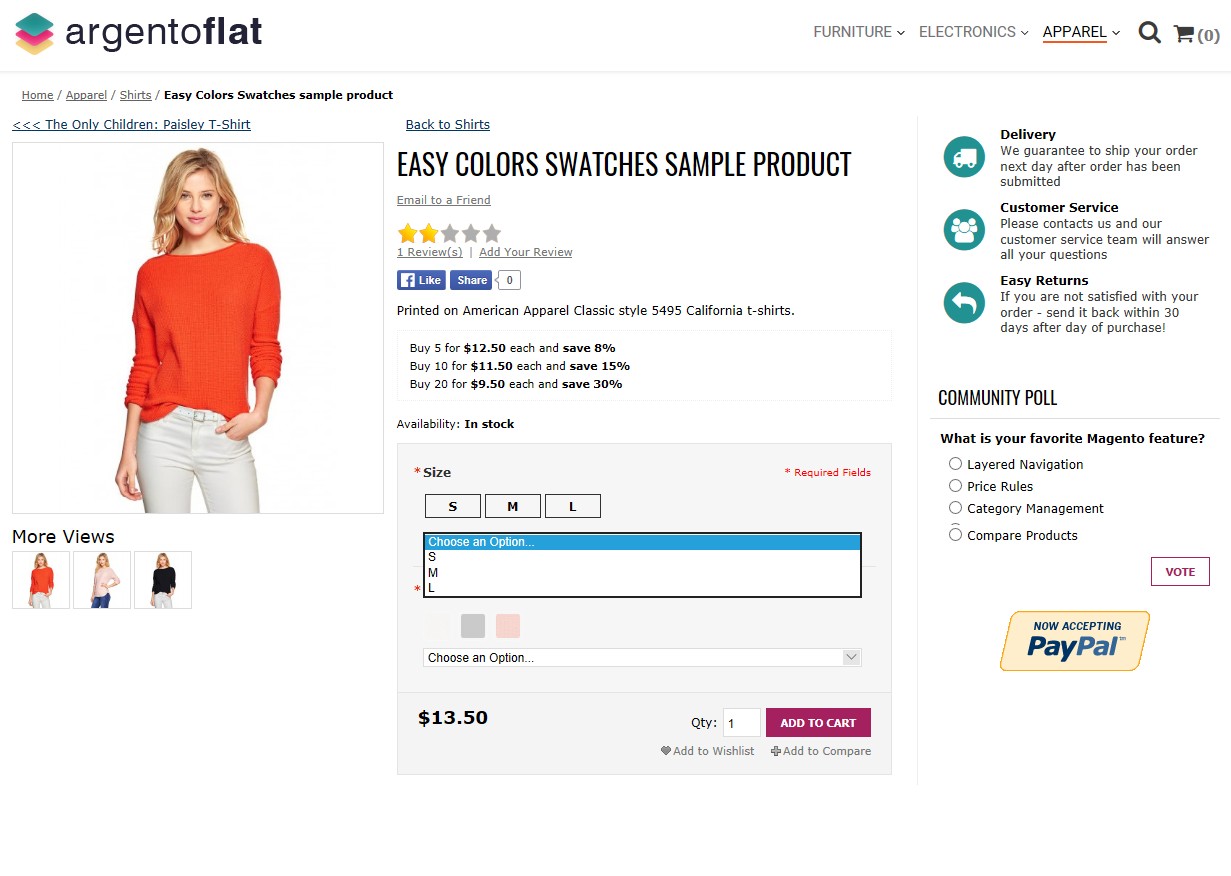 argentoflat
FURNITURE ELECTRONICS APPAREL (0)
Home / Apparel / Shirts / Easy Colors Swatches sample product
<<< The Only Children: Paisley T-Shirt
Back to Shirts
EASY COLORS SWATCHES SAMPLE PRODUCT
Email to a Friend
1 Review(s) | Add Your Review
Like Share 0
Printed on American Apparel Classic style 5495 California t-shirts.
Buy 5 for $12.50 each and save 8%
Buy 10 for $11.50 each and save 15%
Buy 20 for $9.50 each and save 30%
Availability: In stock
*Size
* Required Fields
S M L
Choose an Option...
S
M
L
*
Choose an Option...
$13.50
Qty: 1 ADD TO CART
Add to Wishlist Add to Compare
More Views
Delivery
We guarantee to ship your order
next day after order has been
submitted
Customer Service
Please contacts us and our
customer service team will answer
all your questions
Easy Returns
If you are not satisfied with your
order - send it back within 30
days after day of purchase!
COMMUNITY POLL
What is your favorite Magento feature?
Layered Navigation
Price Rules
Category Management
Compare Products
VOTE
NOW ACCEPTING
PayPal™